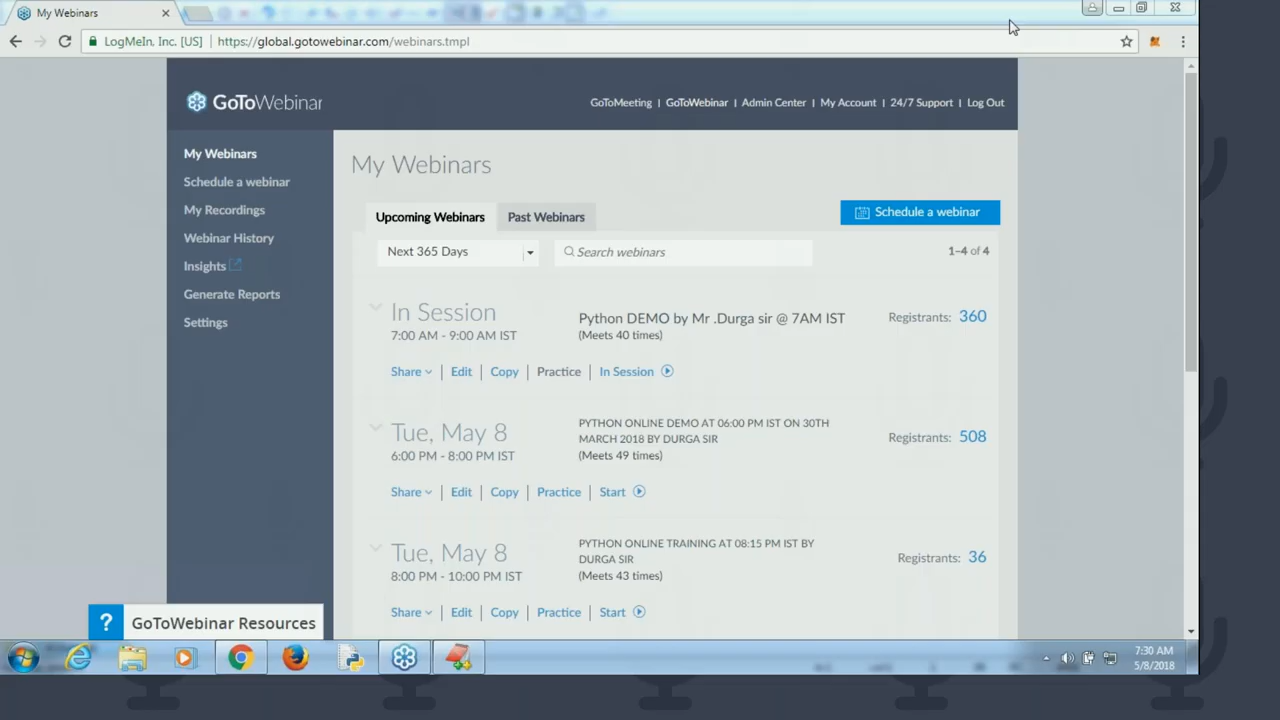 My Webinars
LogMeIn, Inc. [US] | https://global.gotowebinar.com/webinars.tmpl
GoToWebinar
GoToMeeting | GoToWebinar | Admin Center | My Account | 24/7 Support | Log Out
My Webinars
Schedule a webinar
My Recordings
Webinar History
Insights
Generate Reports
Settings
My Webinars
Upcoming Webinars
Past Webinars
Schedule a webinar
Next 365 Days
Search webinars
1–4 of 4
In Session
7:00 AM - 9:00 AM IST
Python DEMO by Mr .Durga sir @ 7AM IST
(Meets 40 times)
Registrants: 360
Share | Edit | Copy | Practice | In Session
Tue, May 8
6:00 PM - 8:00 PM IST
PYTHON ONLINE DEMO AT 06:00 PM IST ON 30TH
MARCH 2018 BY DURGA SIR
(Meets 49 times)
Registrants: 508
Share | Edit | Copy | Practice | Start
Tue, May 8
8:00 PM - 10:00 PM IST
PYTHON ONLINE TRAINING AT 08:15 PM IST BY
DURGA SIR
(Meets 43 times)
Registrants: 36
Share | Edit | Copy | Practice | Start
? GoToWebinar Resources
7:30 AM
5/8/2018